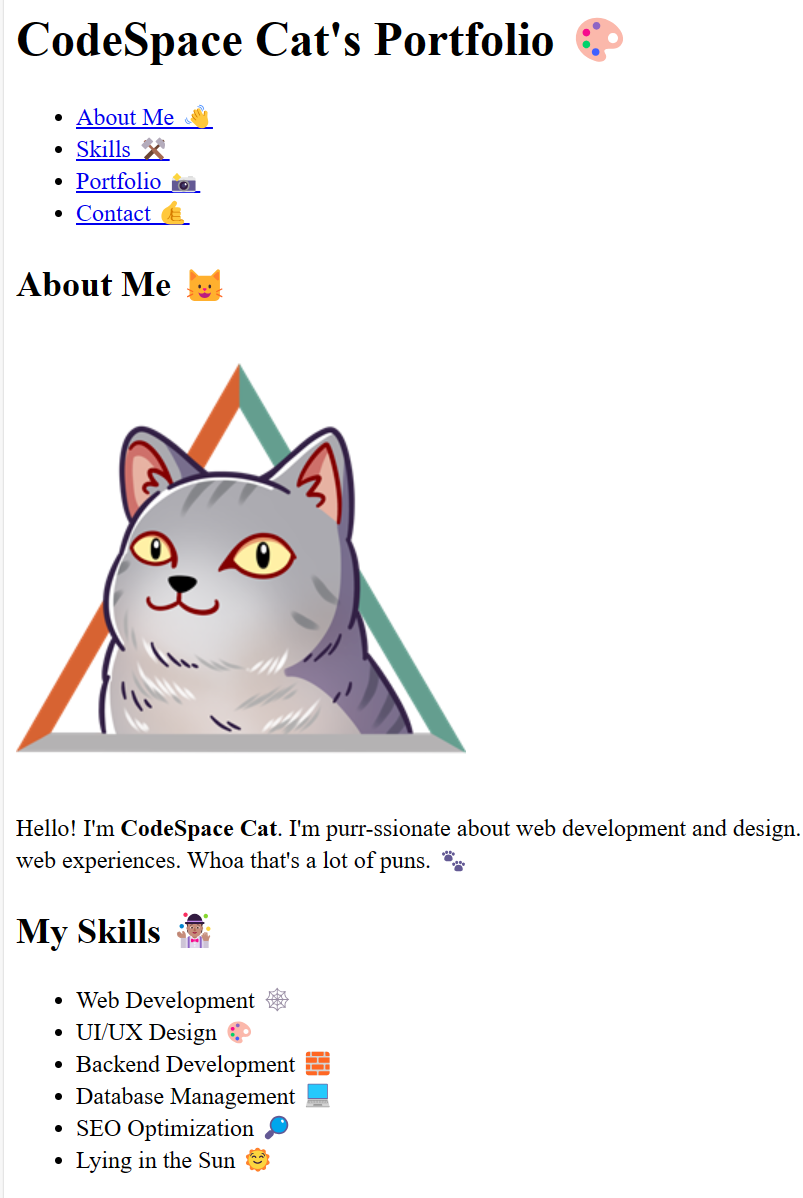 CodeSpace Cat's Portfolio 🎨
About Me 👋
Skills ⚒️
Portfolio 📸
Contact 👍
About Me 😺
Hello! I'm CodeSpace Cat. I'm purr-ssionate about web development and design.
web experiences. Whoa that's a lot of puns. 🐾
My Skills 🤹🏽
Web Development 🕸️
UI/UX Design 🎨
Backend Development 🧱
Database Management 💻
SEO Optimization 🔎
Lying in the Sun 🌞